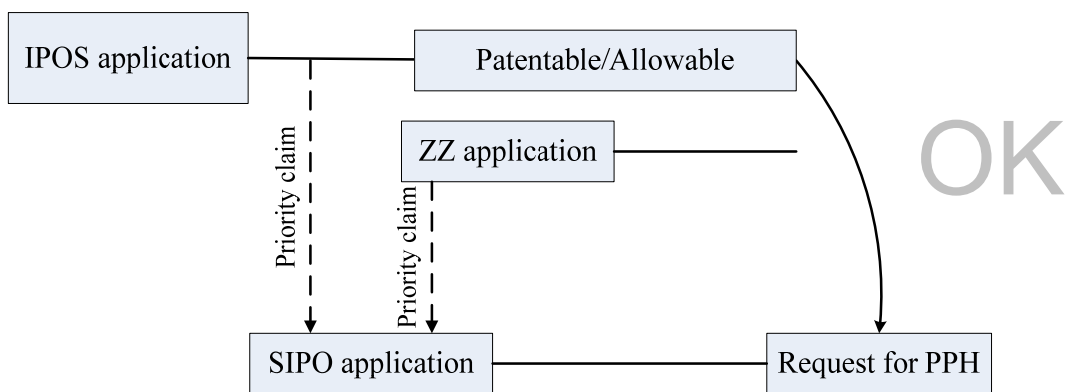 IPOS application
Patentable/Allowable
ZZ application
OK
Priority claim
Priority claim
SIPO application
Request for PPH